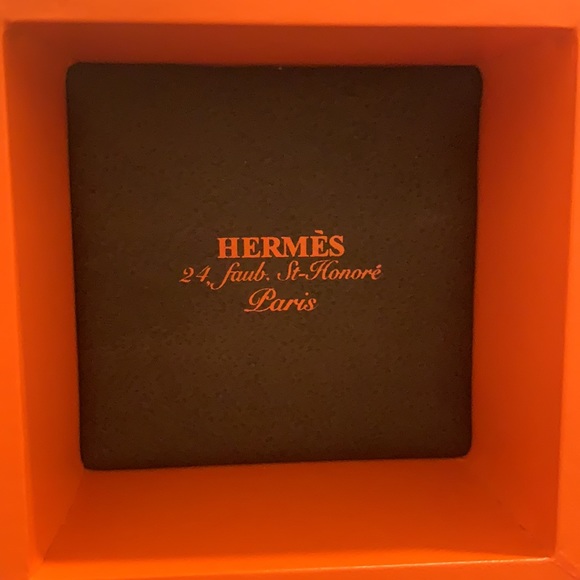 HERMÈS
24, faub. St-Honoré
Paris